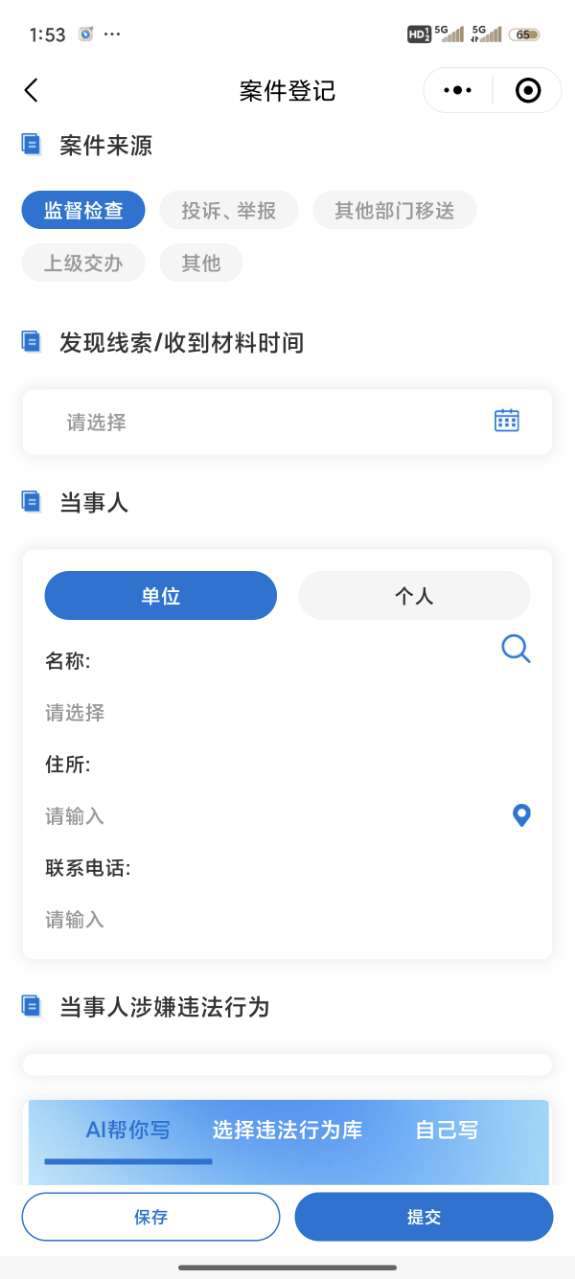 1:53 ... HD 1 2 5G 5G 65
案件登记
案件来源
监督检查 投诉、举报 其他部门移送
上级交办 其他
发现线索/收到材料时间
请选择
当事人
单位 个人
名称:
请选择
住所:
请输入
联系电话:
请输入
当事人涉嫌违法行为
AI帮你写 选择违法行为库 自己写
保存 提交